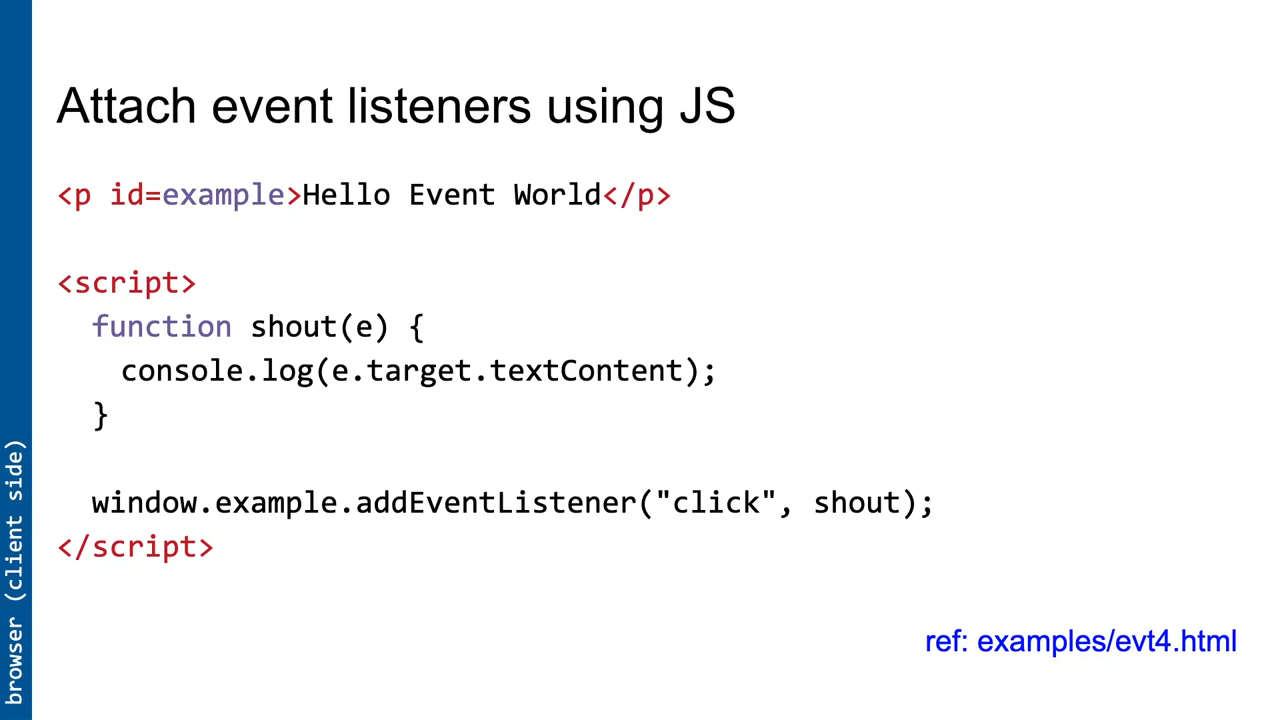 Attach event listeners using JS
<p id=example>Hello Event World</p>
<script>
function shout(e) {
console.log(e.target.textContent);
}
window.example.addEventListener("click", shout);
</script>
ref: examples/evt4.html
browser (client side)